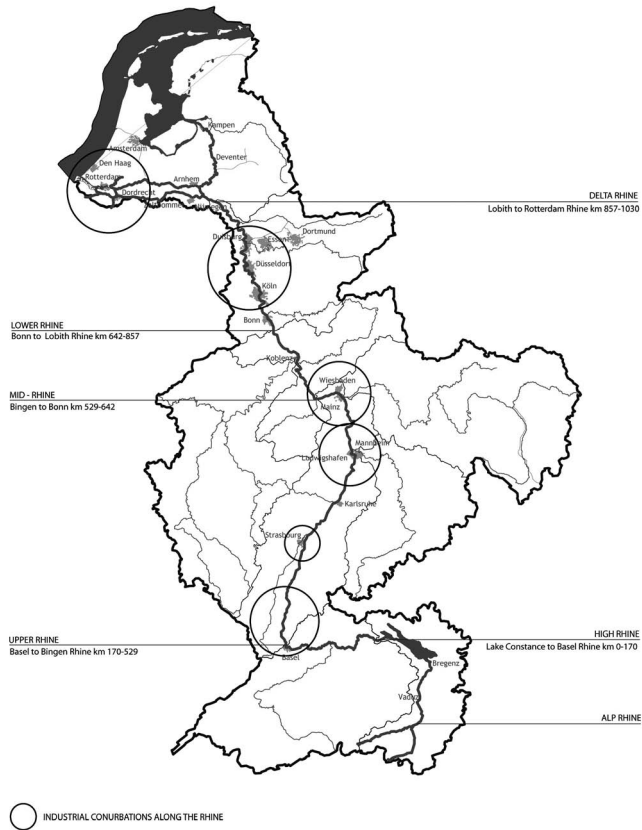 Kampen
Amsterdam
Deventer
Den Haag
Rotterdam
Arnhem
Dordrecht
DELTA RHINE
Lobith to Rotterdam Rhine km 857-1030
Dortmund
Duisburg
Essen
Düsseldorf
Köln
Bonn
LOWER RHINE
Bonn to Lobith Rhine km 642-857
Koblenz
Wiesbaden
MID - RHINE
Bingen to Bonn km 529-642
Mainz
Mannheim
Ludwigshafen
Karlsruhe
Strasbourg
UPPER RHINE
Basel to Bingen Rhine km 170-529
HIGH RHINE
Lake Constance to Basel Rhine km 0-170
Basel
Bregenz
Vaduz
ALP RHINE
INDUSTRIAL CONURBATIONS ALONG THE RHINE